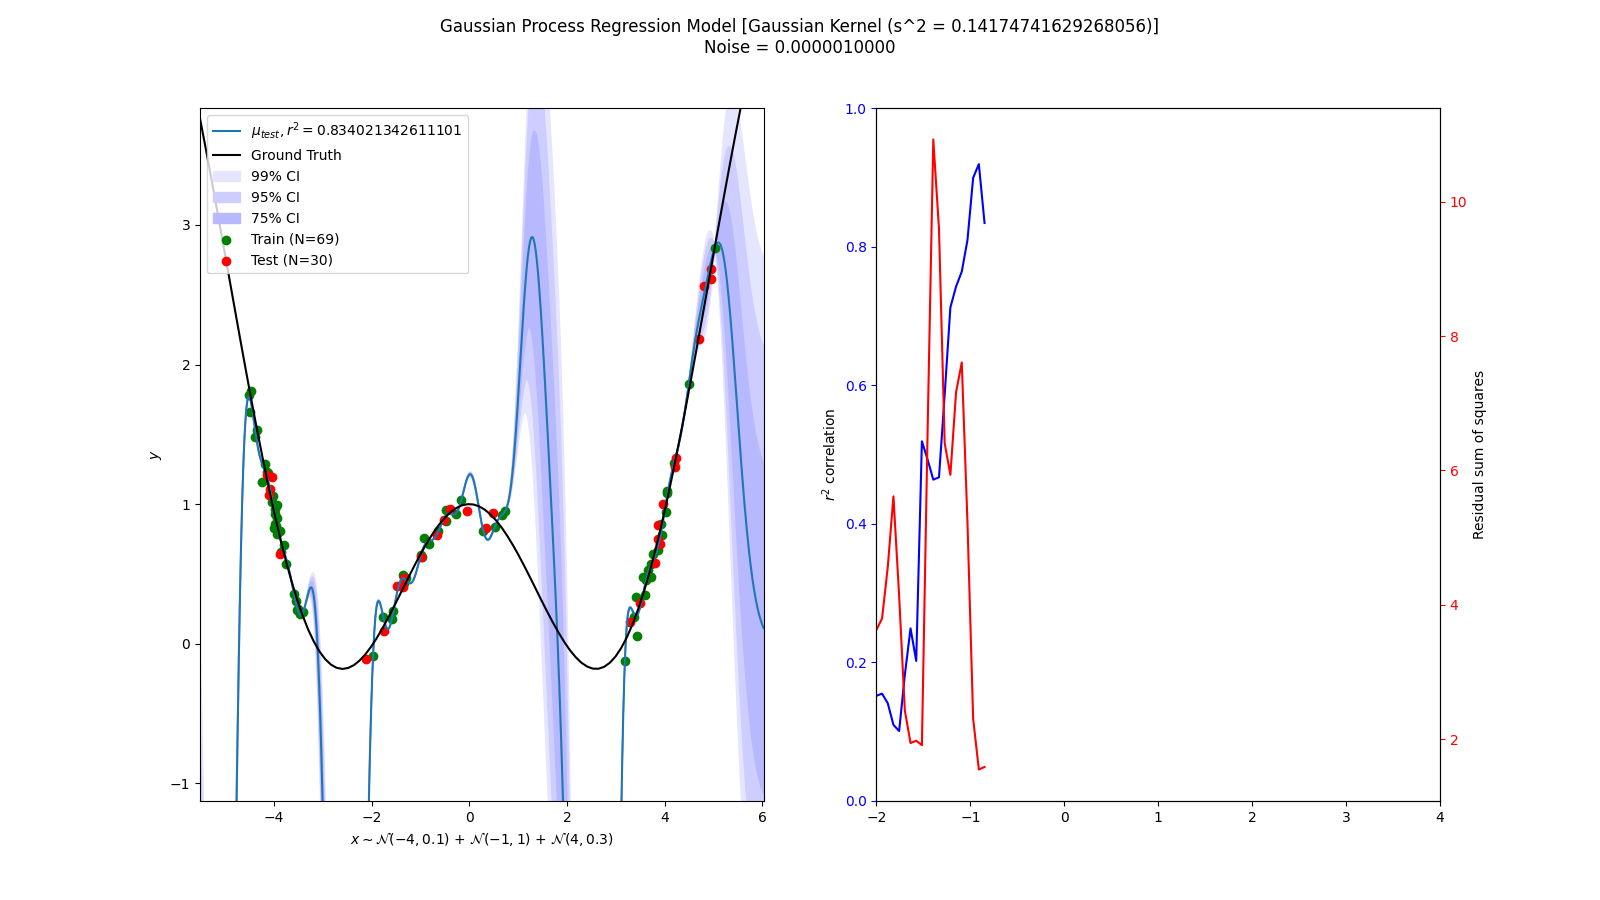 Gaussian Process Regression Model [Gaussian Kernel (s^2 = 0.14174741629268056)]
Noise = 0.0000010000
μ_test, r² = 0.834021342611101
Ground Truth
99% CI
95% CI
75% CI
Train (N=69)
Test (N=30)
y
3
2
1
0
−1
−4
−2
0
2
4
6
x ~ 𝒩(−4, 0.1) + 𝒩(−1, 1) + 𝒩(4, 0.3)
r² correlation
1.0
0.8
0.6
0.4
0.2
0.0
−2
−1
0
1
2
3
4
10
8
6
4
2
Residual sum of squares